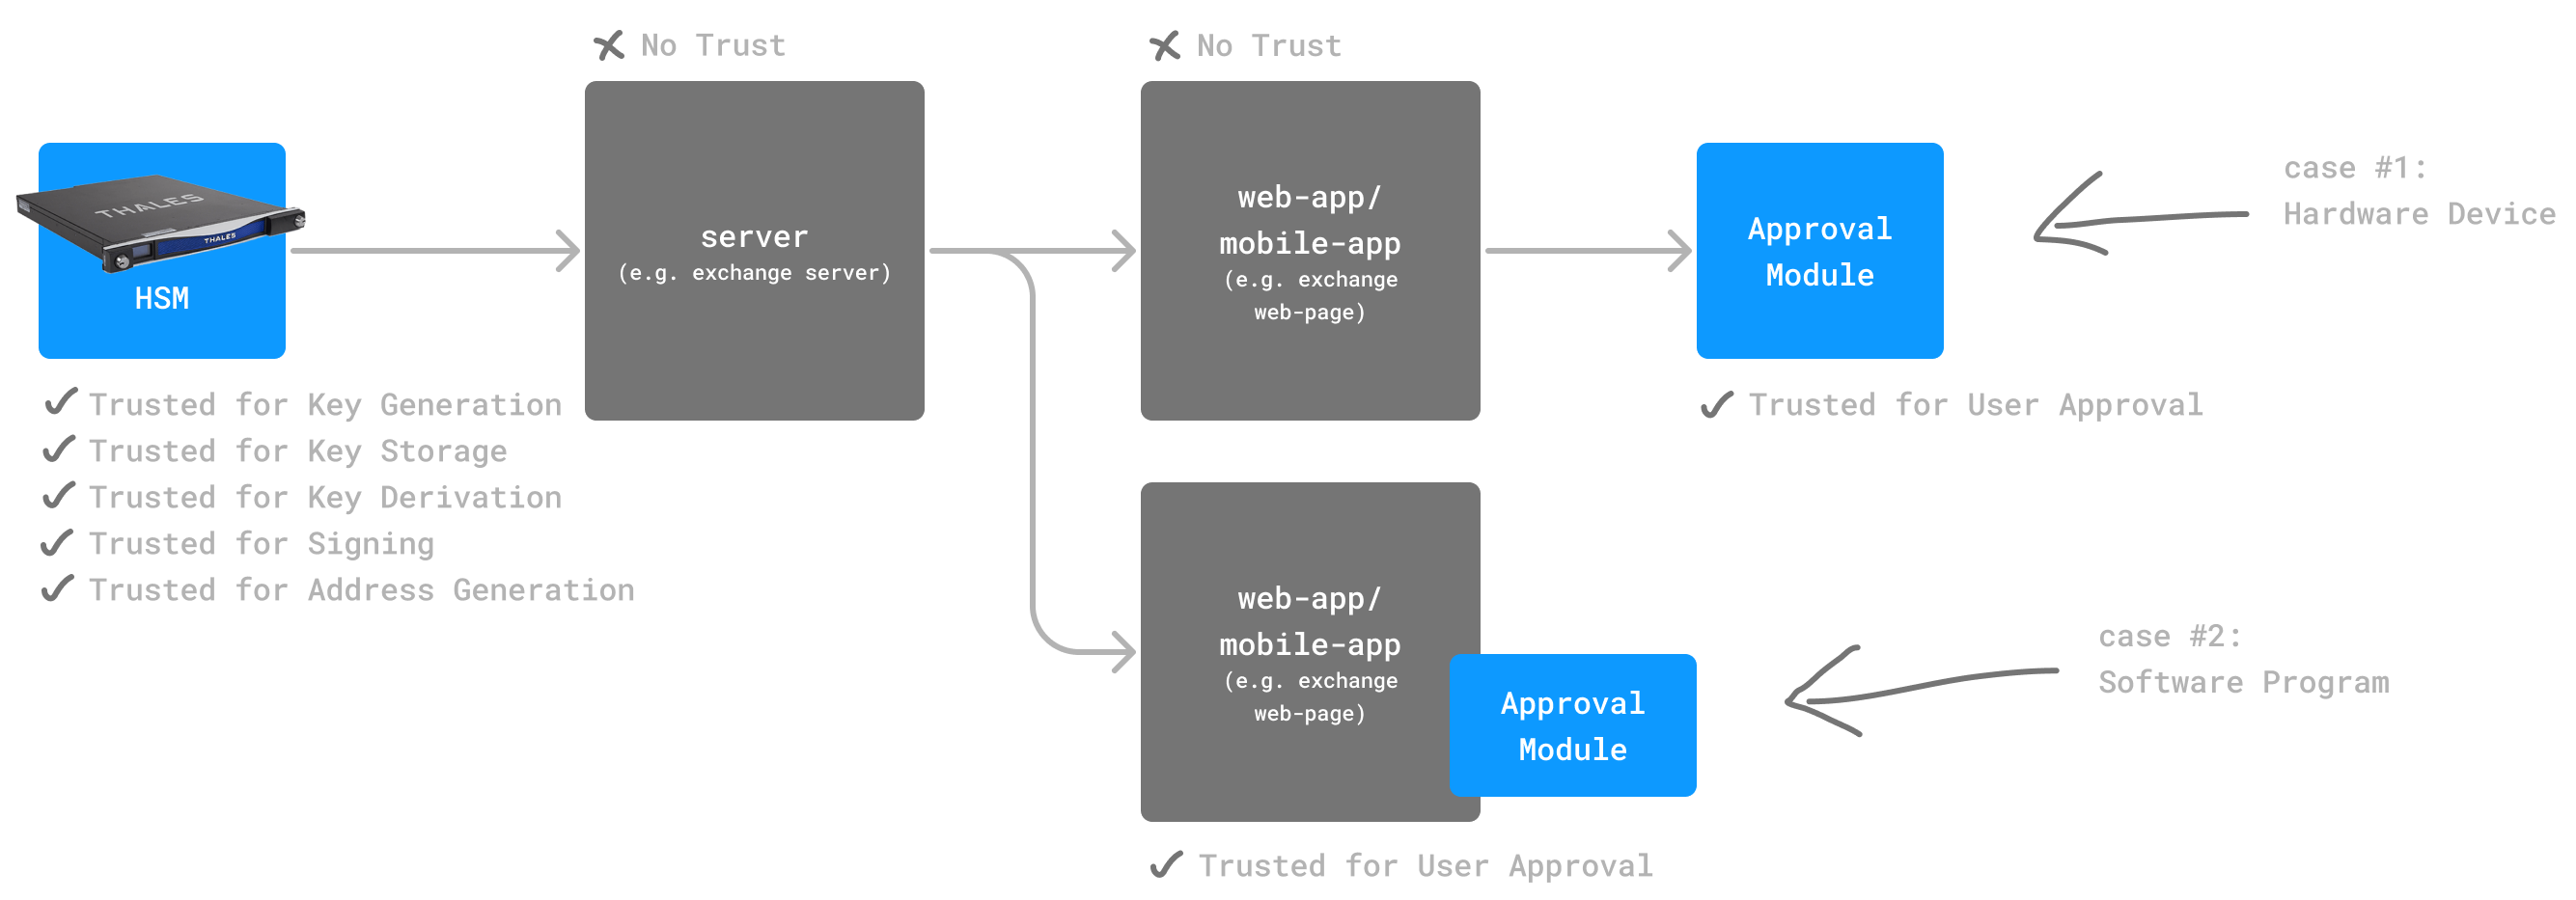 No Trust
No Trust
THALES
THALES
HSM
server
(e.g. exchange server)
web-app/
mobile-app
(e.g. exchange
web-page)
Approval
Module
case #1:
Hardware Device
Trusted for Key Generation
Trusted for Key Storage
Trusted for Key Derivation
Trusted for Signing
Trusted for Address Generation
Trusted for User Approval
web-app/
mobile-app
(e.g. exchange
web-page)
Approval
Module
case #2:
Software Program
Trusted for User Approval